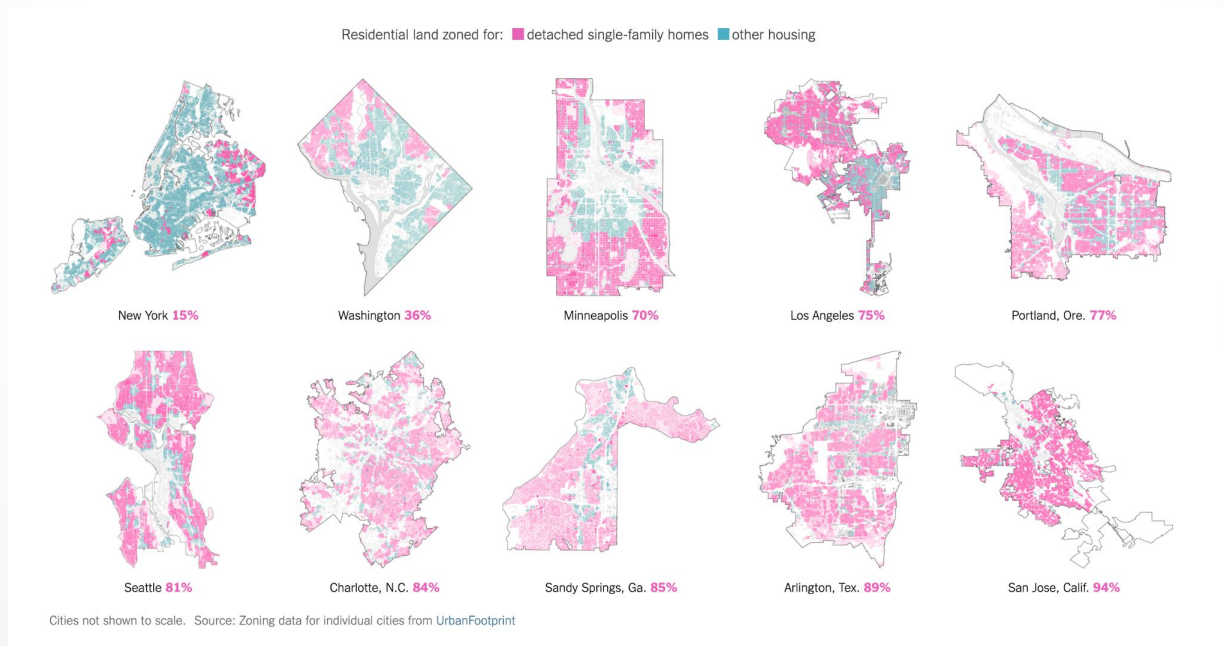 Residential land zoned for: detached single-family homes other housing
New York 15%
Washington 36%
Minneapolis 70%
Los Angeles 75%
Portland, Ore. 77%
Seattle 81%
Charlotte, N.C. 84%
Sandy Springs, Ga. 85%
Arlington, Tex. 89%
San Jose, Calif. 94%
Cities not shown to scale. Source: Zoning data for individual cities from UrbanFootprint